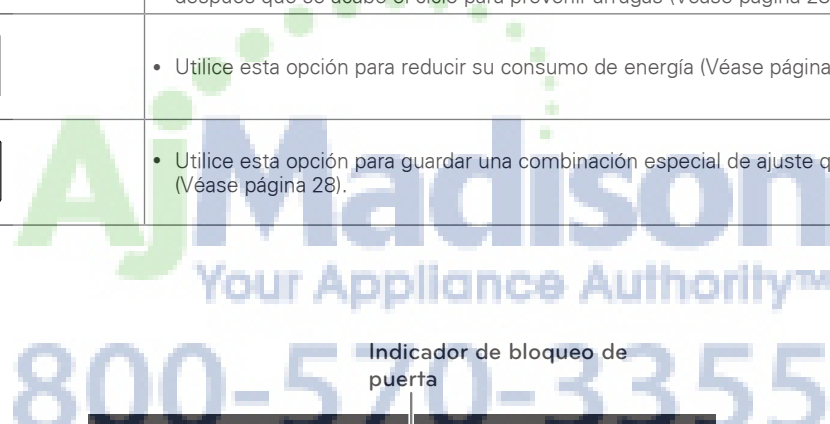 después que se acabó el ciclo para prevenir arrugas (Véase página 28
• Utilice esta opción para reducir su consumo de energía (Véase página
• Utilice esta opción para guardar una combinación especial de ajuste q
(Véase página 28).
AjMadison
Your Appliance Authority™
800-570-3355
Indicador de bloqueo de
puerta